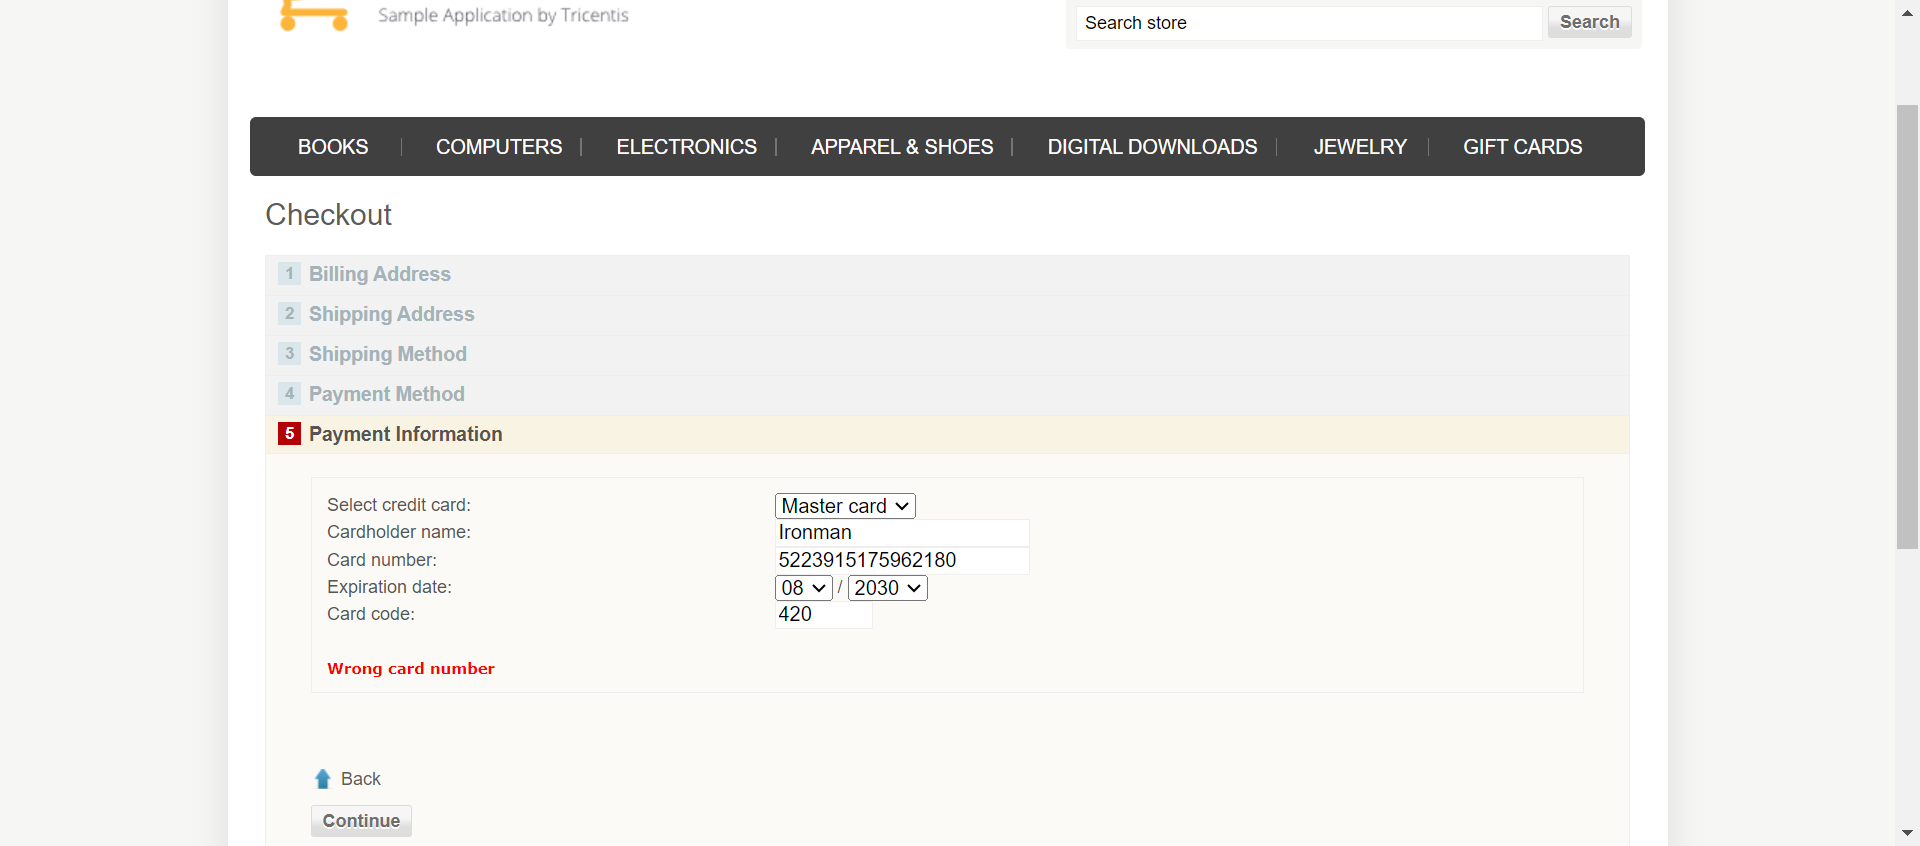 Sample Application by Tricentis
Search store
Search
BOOKS
COMPUTERS
ELECTRONICS
APPAREL & SHOES
DIGITAL DOWNLOADS
JEWELRY
GIFT CARDS
Checkout
1 Billing Address
2 Shipping Address
3 Shipping Method
4 Payment Method
5 Payment Information
Select credit card: Master card
Cardholder name: Ironman
Card number: 5223915175962180
Expiration date: 08 / 2030
Card code: 420
Wrong card number
Back
Continue